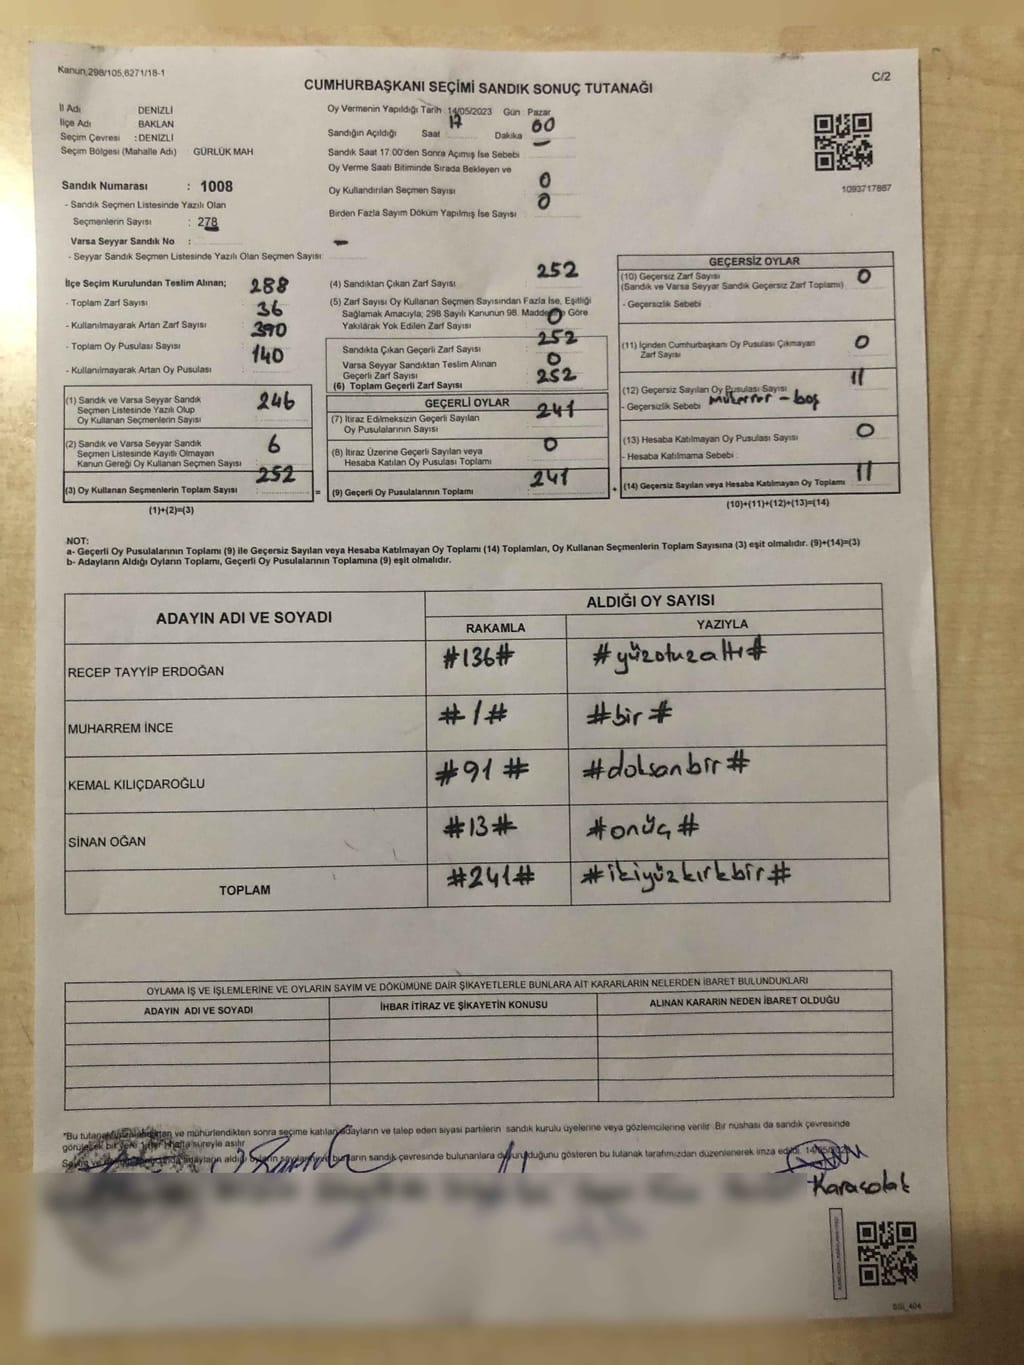 Kanun,298/105,6271/18-1
C/2
CUMHURBAŞKANI SEÇİMİ SANDIK SONUÇ TUTANAĞI
İl Adı DENİZLİ
İlçe Adı BAKLAN
Seçim Çevresi : DENİZLİ
Seçim Bölgesi (Mahalle Adı) GÜRLÜK MAH
Sandık Numarası : 1008
- Sandık Seçmen Listesinde Yazılı Olan
Seçmenlerin Sayısı : 278
Varsa Seyyar Sandık No :
- Seyyar Sandık Seçmen Listesinde Yazılı Olan Seçmen Sayısı -
Oy Vermenin Yapıldığı Tarih 14/05/2023 Gün Pazar
Sandığın Açıldığı Saat 17 Dakika 00
Sandık Saat 17:00'den Sonra Açımış İse Sebebi -
Oy Verme Saati Bitiminde Sırada Bekleyen ve
Oy Kullandırılan Seçmen Sayısı 0
Birden Fazla Sayım Döküm Yapılmış İse Sayısı 0
1093717867
İlçe Seçim Kurulundan Teslim Alınan;
- Toplam Zarf Sayısı 288
- Kullanılmayarak Artan Zarf Sayısı 36
- Toplam Oy Pusulası Sayısı 390
- Kullanılmayarak Artan Oy Pusulası 140
(1) Sandık ve Varsa Seyyar Sandık
Seçmen Listesinde Yazılı Olup
Oy Kullanan Seçmenlerin Sayısı 246
(2) Sandık ve Varsa Seyyar Sandık
Seçmen Listesinde Kayıtlı Olmayan
Kanun Gereği Oy Kullanan Seçmen Sayısı 6
(3) Oy Kullanan Seçmenlerin Toplam Sayısı 252
(1)+(2)=(3)
(4) Sandıktan Çıkan Zarf Sayısı 252
(5) Zarf Sayısı Oy Kullanan Seçmen Sayısından Fazla İse, Eşitliği
Sağlamak Amacıyla; 298 Sayılı Kanunun 98. Göre
Yakılarak Yok Edilen Zarf Sayısı 0
Sandıkta Çıkan Geçerli Zarf Sayısı 252
Varsa Seyyar Sandıktan Teslim Alınan
Geçerli Zarf Sayısı 0
(6) Toplam Geçerli Zarf Sayısı 252
GEÇERLİ OYLAR
(7) İtiraz Edilmeksizin Geçerli Sayılan
Oy Pusulalarının Sayısı 241
(8) İtiraz Üzerine Geçerli Sayılan veya
Hesaba Katılan Oy Pusulası Toplamı 0
= (9) Geçerli Oy Pusulalarının Toplamı 241
GEÇERSİZ OYLAR
(10) Geçersiz Zarf Sayısı 0
(Sandık ve Varsa Seyyar Sandık Geçersiz Zarf Toplamı)
- Geçersizlik Sebebi :
(11) İçinden Cumhurbaşkanı Oy Pusulası Çıkmayan
Zarf Sayısı 0
(12) Geçersiz Sayılan Oy Pusulası Sayısı 11
- Geçersizlik Sebebi mükerrer - boş
(13) Hesaba Katılmayan Oy Pusulası Sayısı 0
- Hesaba Katılmama Sebebi :
+ (14) Geçersiz Sayılan veya Hesaba Katılmayan Oy Toplamı 11
(10)+(11)+(12)+(13)=(14)
NOT:
a- Geçerli Oy Pusulalarının Toplamı (9) ile Geçersiz Sayılan veya Hesaba Katılmayan Oy Toplamı (14) Toplamları, Oy Kullanan Seçmenlerin Toplam Sayısına (3) eşit olmalıdır. (9)+(14)=(3)
b- Adayların Aldığı Oyların Toplamı, Geçerli Oy Pusulalarının Toplamına (9) eşit olmalıdır.
ADAYIN ADI VE SOYADI ALDIĞI OY SAYISI
RAKAMLA YAZIYLA
RECEP TAYYİP ERDOĞAN #136# #yüzotuzaltı#
MUHARREM İNCE #1# #bir#
KEMAL KILIÇDAROĞLU #91# #doksanbir#
SİNAN OĞAN #13# #onüç#
TOPLAM #241# #ikiyüzkırkbir#
OYLAMA İŞ VE İŞLEMLERİNE VE OYLARIN SAYIM VE DÖKÜMÜNE DAİR ŞİKAYETLERLE BUNLARA AİT KARARLARIN NELERDEN İBARET BULUNDUKLARI
ADAYIN ADI VE SOYADI İHBAR İTİRAZ VE ŞİKAYETİN KONUSU ALINAN KARARIN NEDEN İBARET OLDUĞU
*Bu ve mühürlendikten sonra seçime katılan adayların ve talep eden siyasi partilerin sandık kurulu üyelerine veya gözlemcilerine verilir. Bir nüshası da sandık çevresinde
süreyle asılır
adayların aldığı oyların sandık çevresinde bulunanlara gösteren bu tutanak tarafımızdan düzenlenerek imza
Karaçolak
SSİ_404